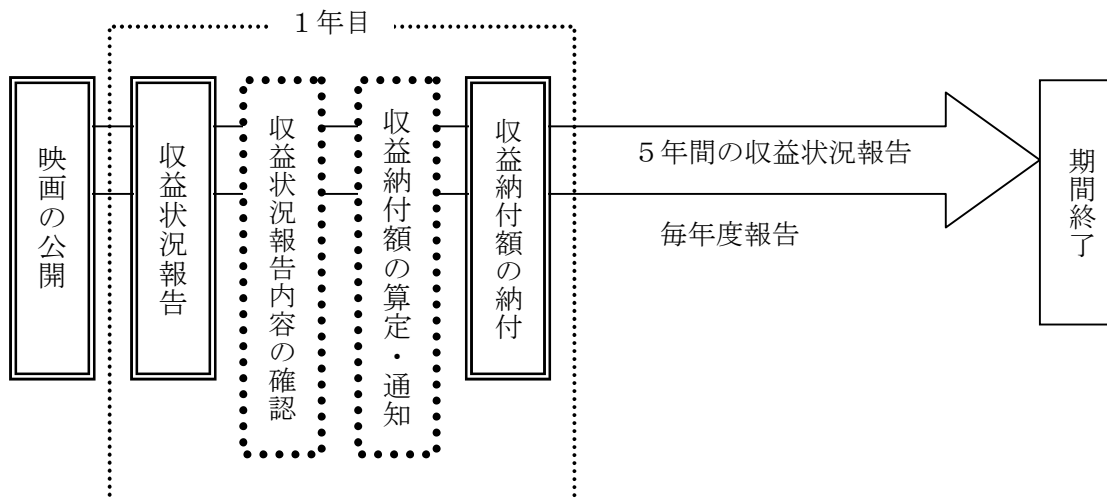 １年目
映画の公開
収益状況報告
収益状況報告内容の確認
収益納付額の算定・通知
収益納付額の納付
５年間の収益状況報告
毎年度報告
期間終了